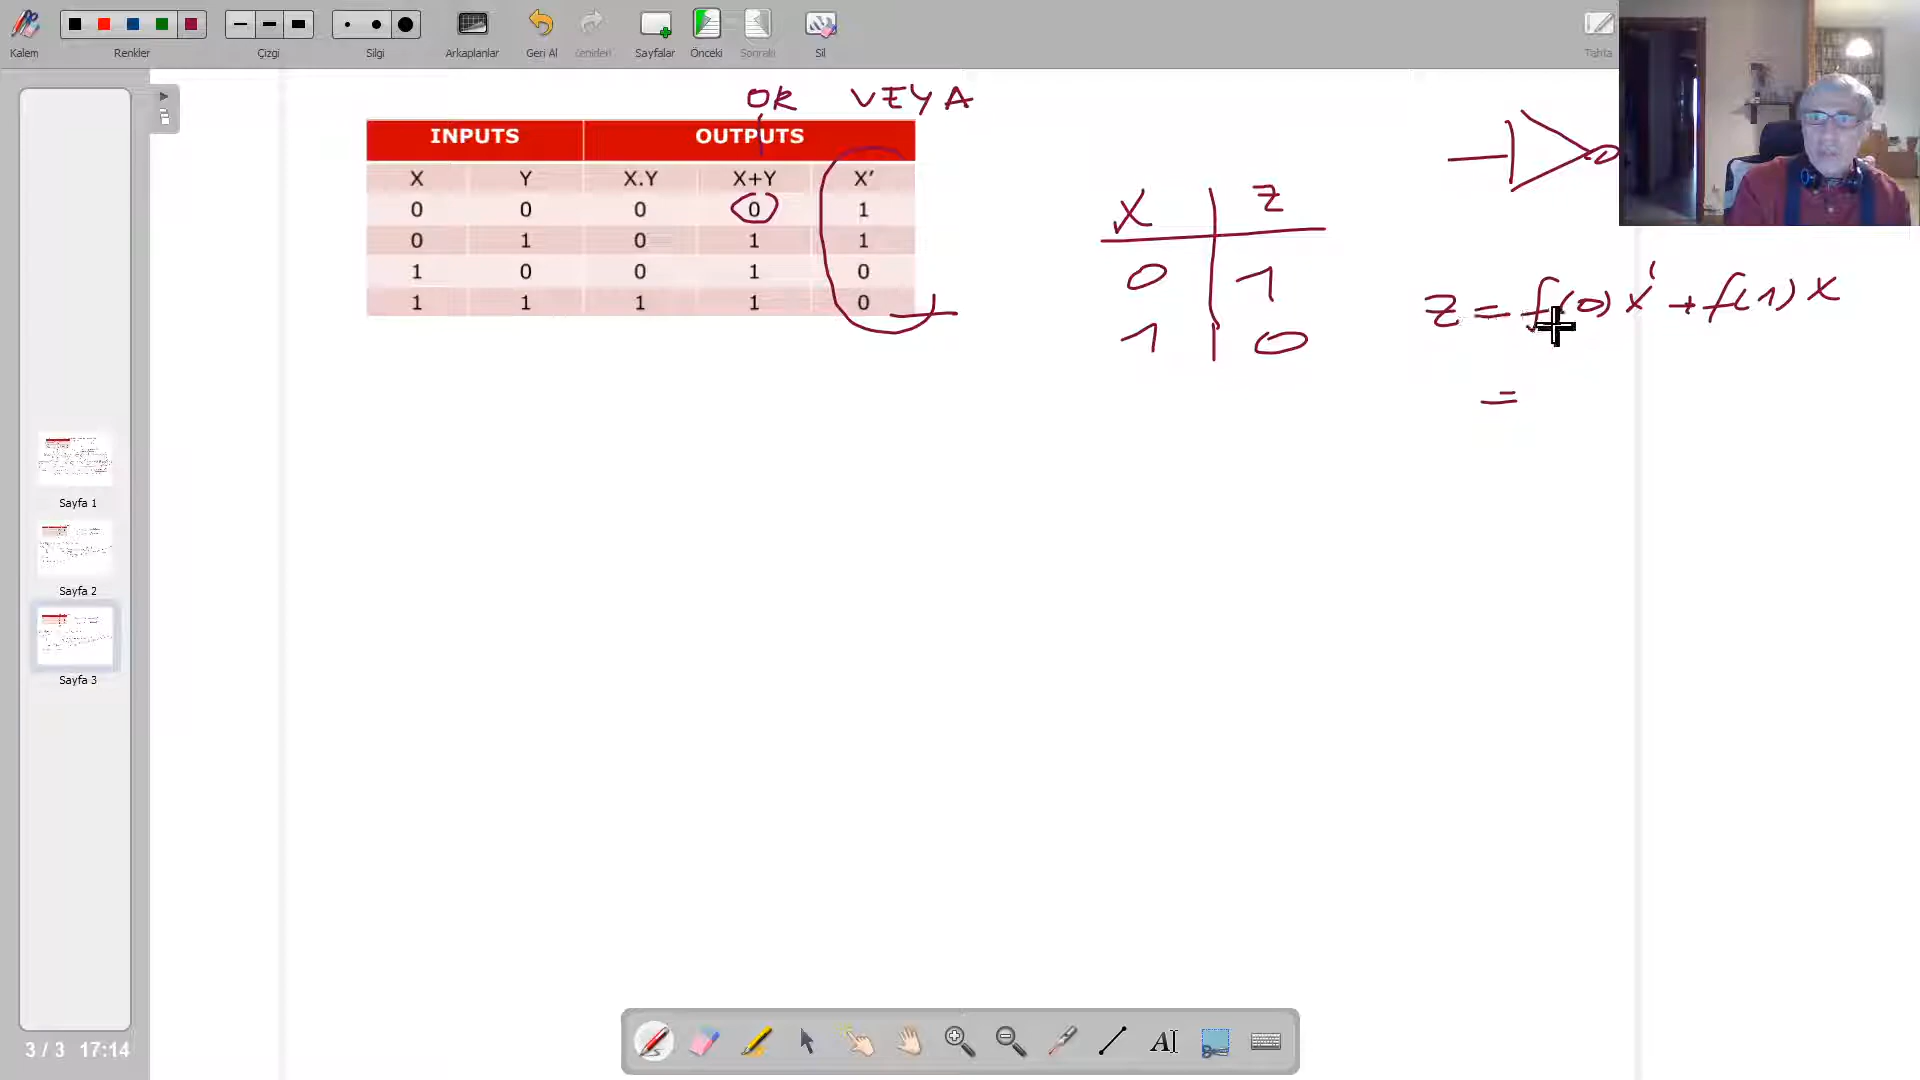 Kalem Renkler Çizgi Silgi Arkaplanlar Geri Al Yeniden Sayfalar Önceki Sonraki Sil Tahta
OR VEYA
INPUTS OUTPUTS
X Y X.Y X+Y X'
0 0 0 0 1
0 1 0 1 1
1 0 0 1 0
1 1 1 1 0
X Z
0 1
1 0
Z = f(0) X' + f(1) X
=
Sayfa 1
Sayfa 2
Sayfa 3
3 / 3 17:14